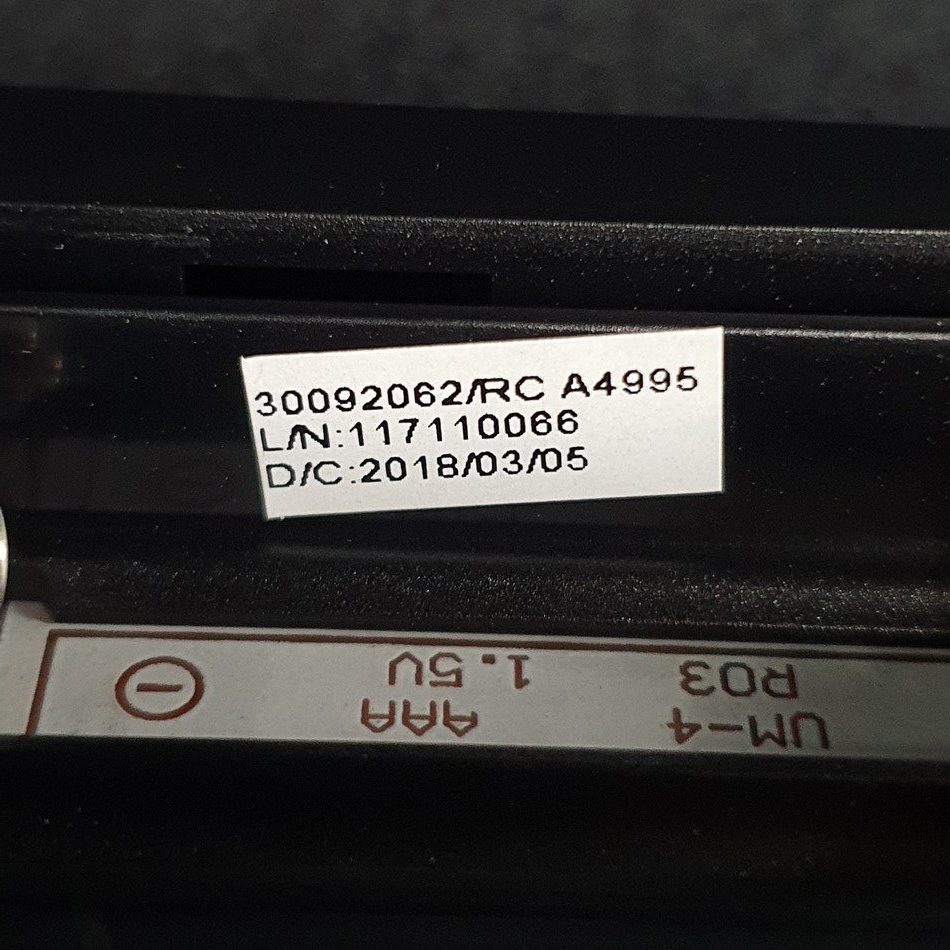 30092062/RC A4995
L/N:117110066
D/C:2018/03/05
UM-4 AAA
R03 1.5V